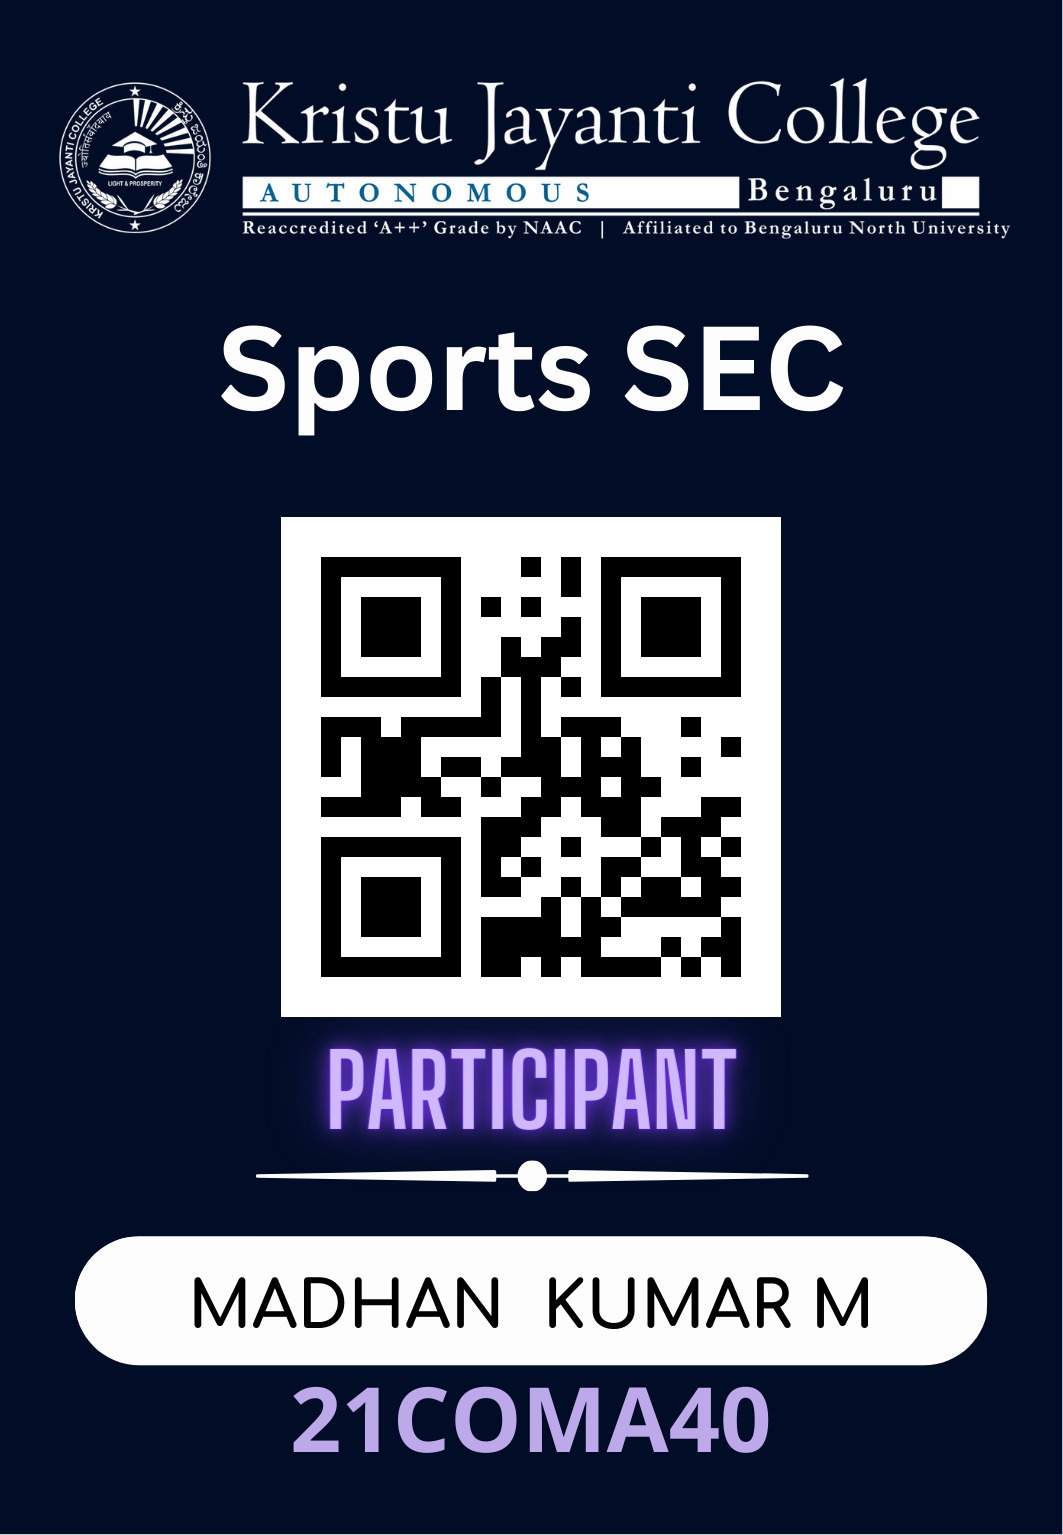 Kristu Jayanti College
AUTONOMOUS Bengaluru
Reaccredited ‘A++’ Grade by NAAC | Affiliated to Bengaluru North University
KRISTU JAYANTI COLLEGE
ಕ್ರಿಸ್ತು ಜಯಂತಿ ಕಾಲೇಜು
LIGHT & PROSPERITY
Sports SEC
PARTICIPANT
MADHAN KUMAR M
21COMA40